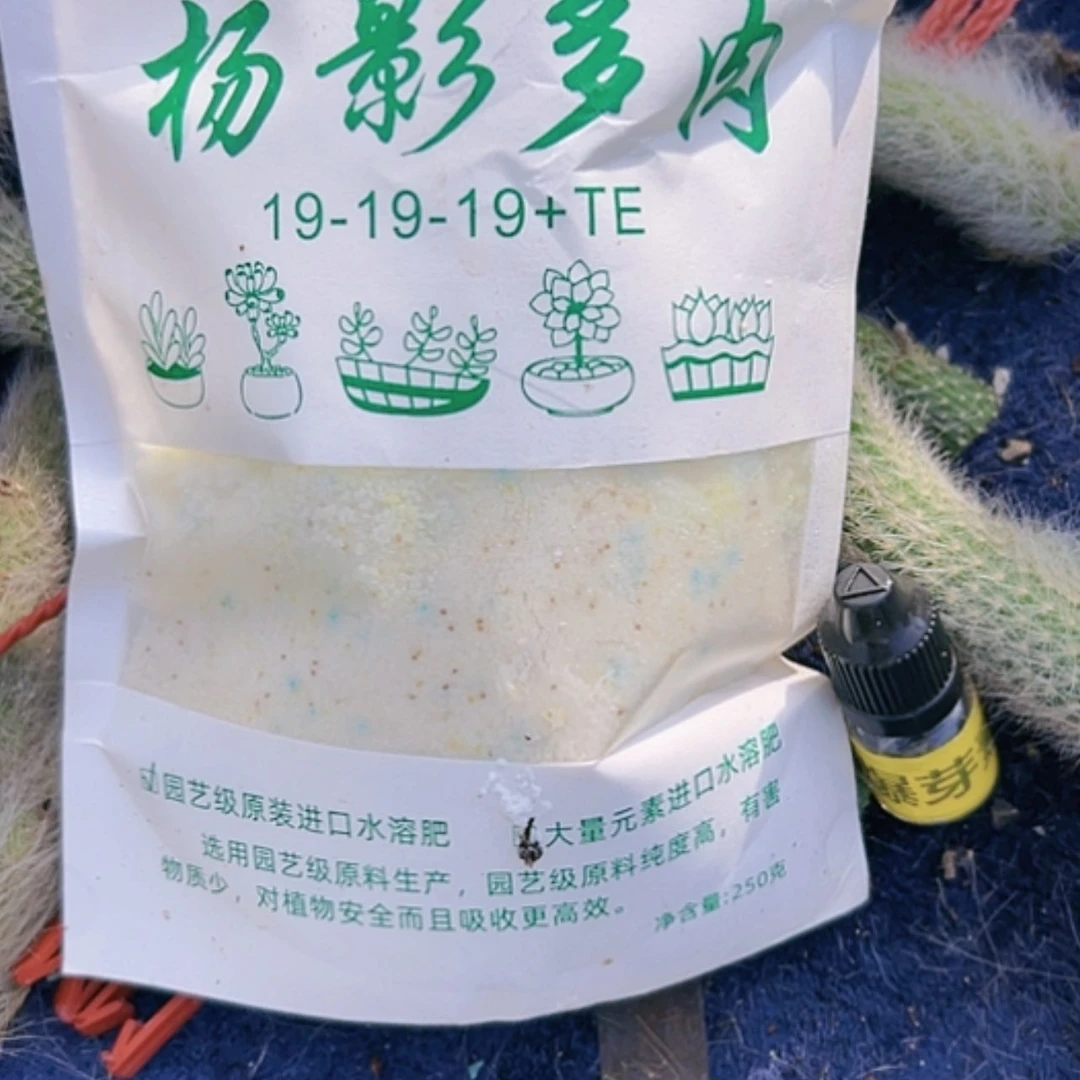 杨影多肉
19-19-19+TE
园艺级原装进口水溶肥
大量元素进口水溶肥
选用园艺级原料生产，园艺级原料纯度高，有害
物质少，对植物安全而且吸收更高效。
净含量:250克
爆芽